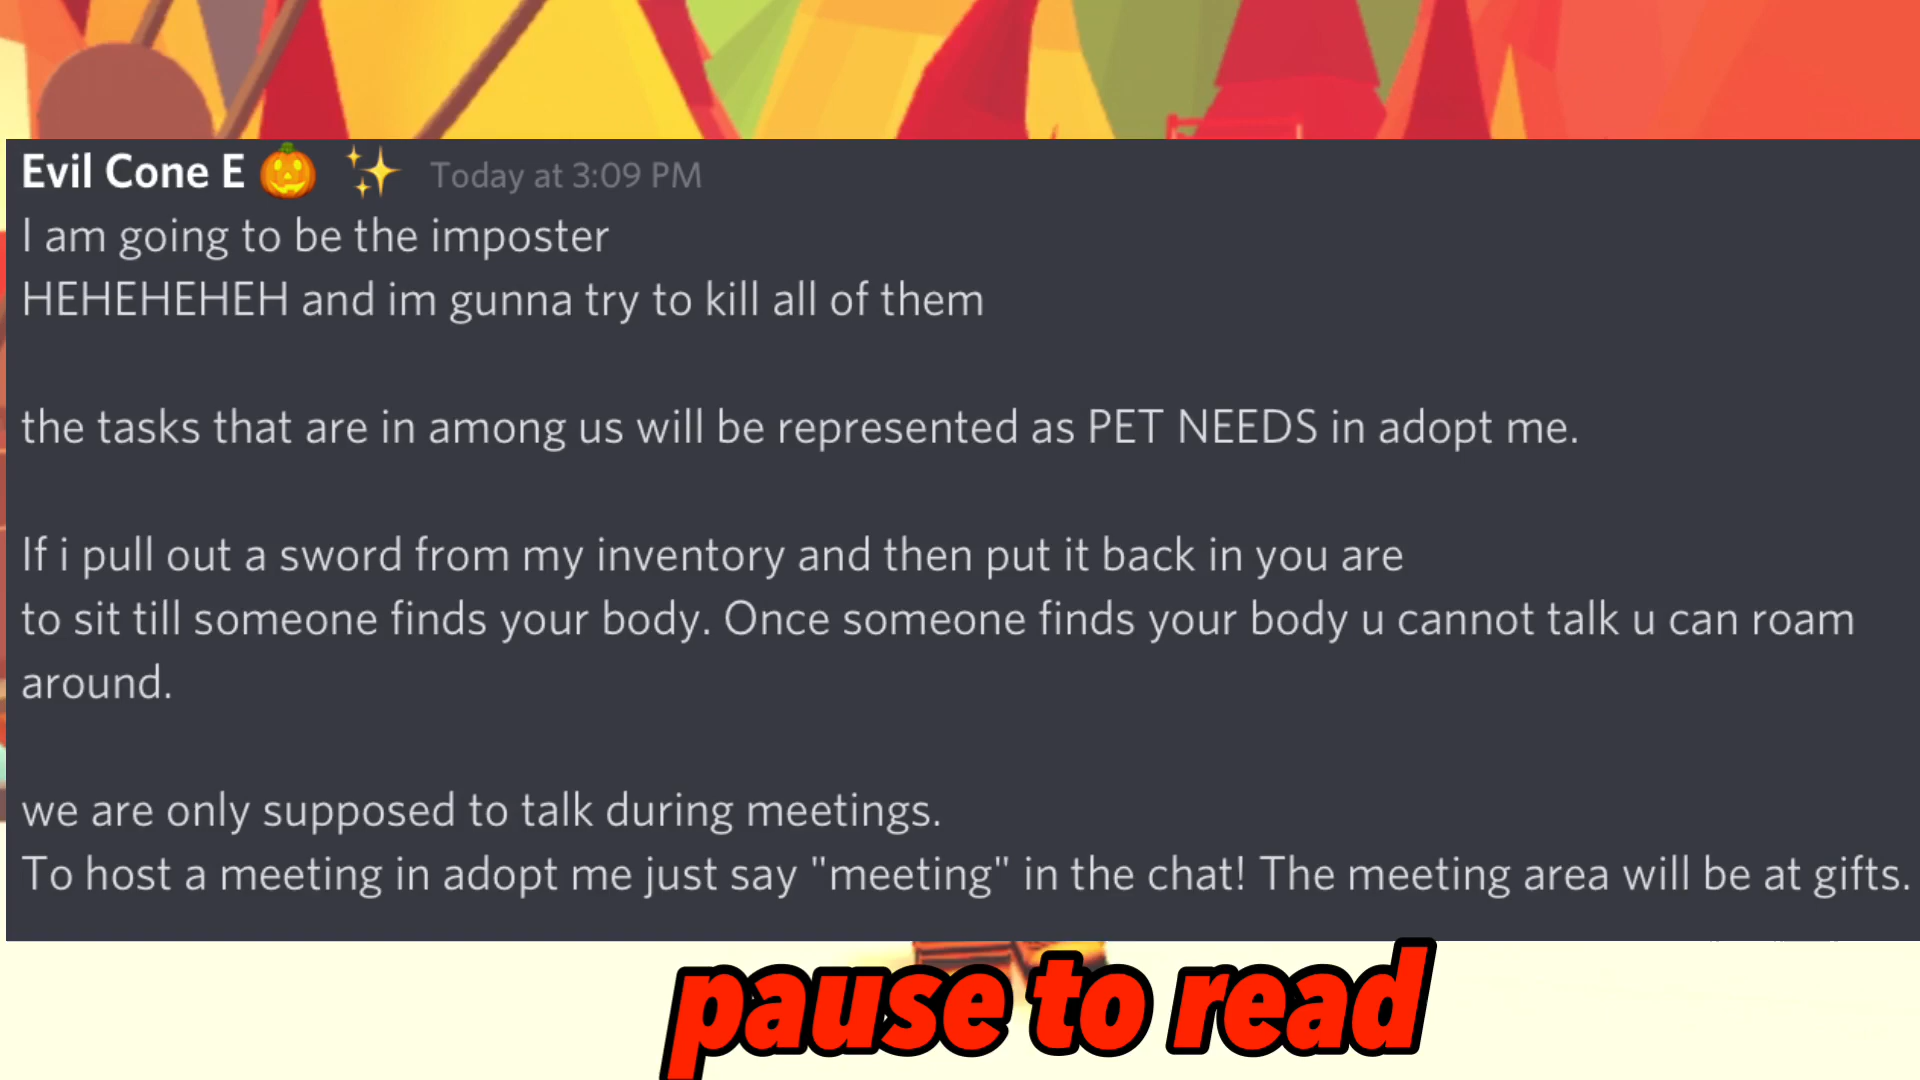 Evil Cone E 🎃 ✨ Today at 3:09 PM
I am going to be the imposter
HEHEHEHEH and im gunna try to kill all of them
the tasks that are in among us will be represented as PET NEEDS in adopt me.
If i pull out a sword from my inventory and then put it back in you are
to sit till someone finds your body. Once someone finds your body u cannot talk u can roam
around.
we are only supposed to talk during meetings.
To host a meeting in adopt me just say "meeting" in the chat! The meeting area will be at gifts.
pause to read